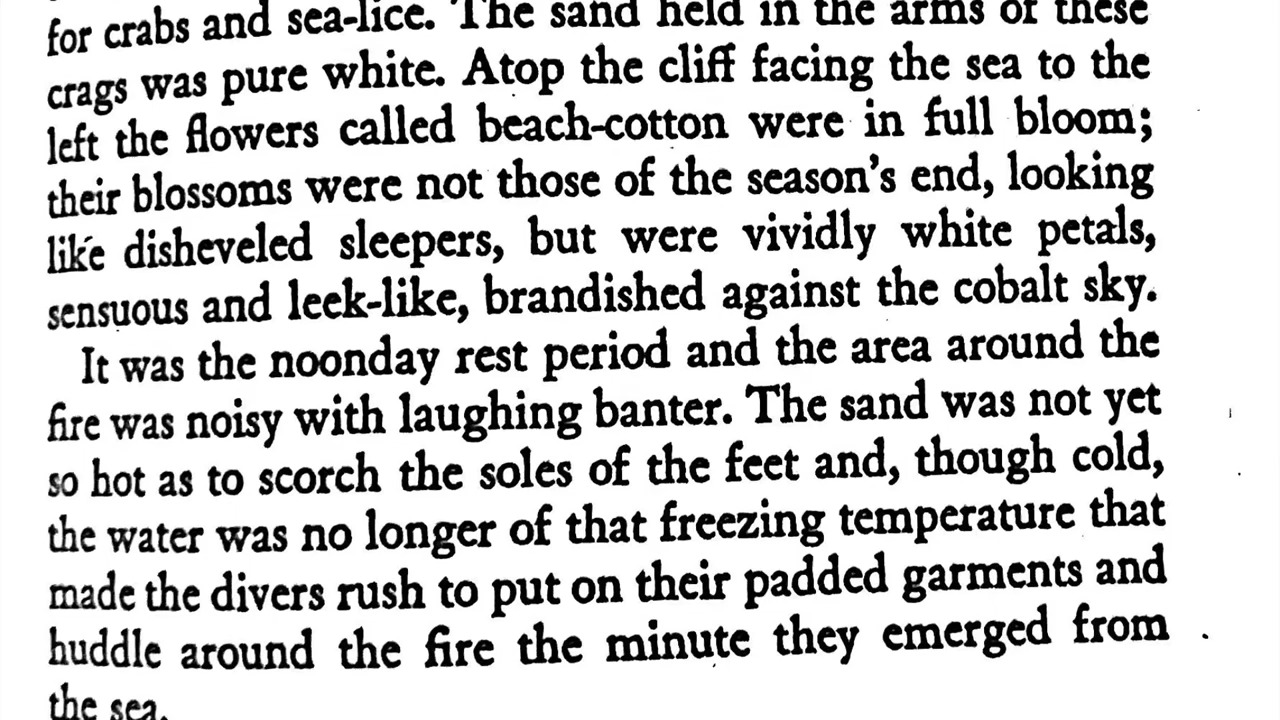 for crabs and sea-lice. The sand held in the arms of these
crags was pure white. Atop the cliff facing the sea to the
left the flowers called beach-cotton were in full bloom;
their blossoms were not those of the season's end, looking
like disheveled sleepers, but were vividly white petals,
sensuous and leek-like, brandished against the cobalt sky.
It was the noonday rest period and the area around the
fire was noisy with laughing banter. The sand was not yet
so hot as to scorch the soles of the feet and, though cold,
the water was no longer of that freezing temperature that
made the divers rush to put on their padded garments and
huddle around the fire the minute they emerged from
the sea.